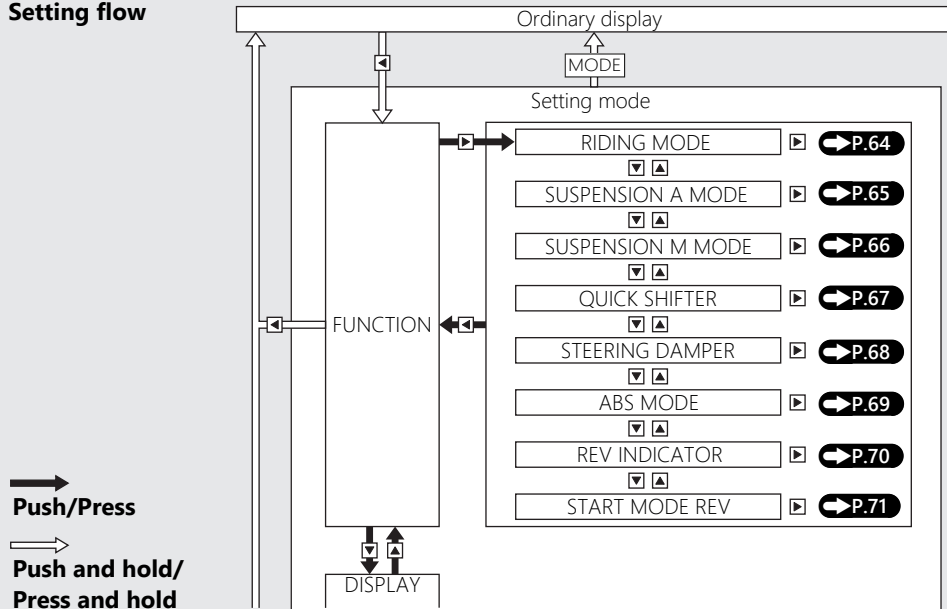 Setting flow
Ordinary display
MODE
Setting mode
FUNCTION
RIDING MODE P.64
SUSPENSION A MODE P.65
SUSPENSION M MODE P.66
QUICK SHIFTER P.67
STEERING DAMPER P.68
ABS MODE P.69
REV INDICATOR P.70
START MODE REV P.71
DISPLAY
Push/Press
Push and hold/
Press and hold